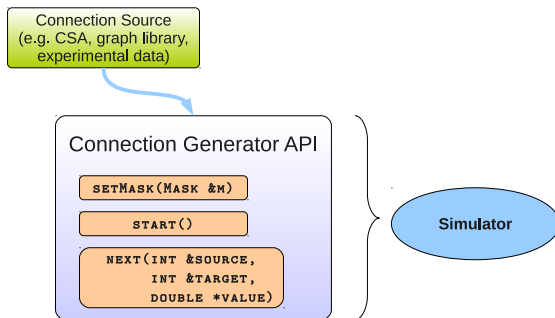 Connection Source
(e.g. CSA, graph library,
experimental data)
Connection Generator API
SETMASK(MASK &M)
START()
NEXT(INT &SOURCE,
INT &TARGET,
DOUBLE *VALUE)
Simulator